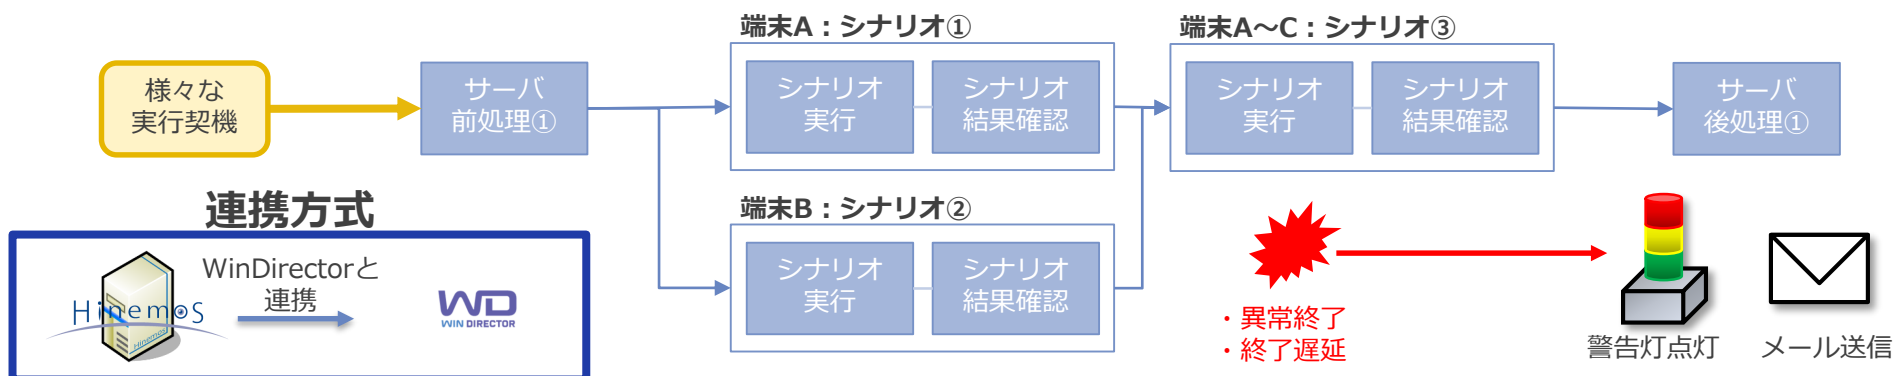 端末A：シナリオ①
端末A～C：シナリオ③
様々な
実行契機
サーバ
前処理①
シナリオ
実行
シナリオ
結果確認
シナリオ
実行
シナリオ
結果確認
サーバ
後処理①
連携方式
端末B：シナリオ②
Hinemos
Hinemos
WinDirectorと
連携
WD
WIN DIRECTOR
シナリオ
実行
シナリオ
結果確認
・異常終了
・終了遅延
警告灯点灯
メール送信